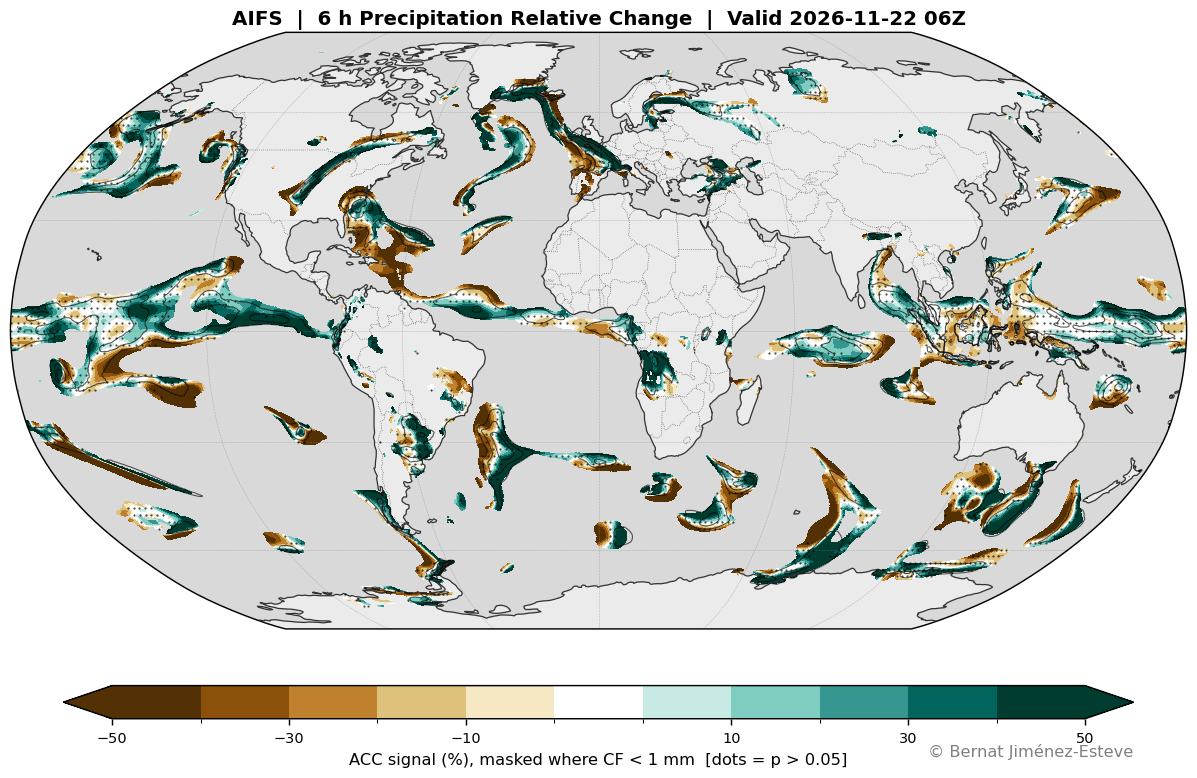 AIFS | 6 h Precipitation Relative Change | Valid 2026-11-22 06Z
−50 −30 −10 10 30 50
© Bernat Jiménez-Esteve
ACC signal (%), masked where CF < 1 mm [dots = p > 0.05]